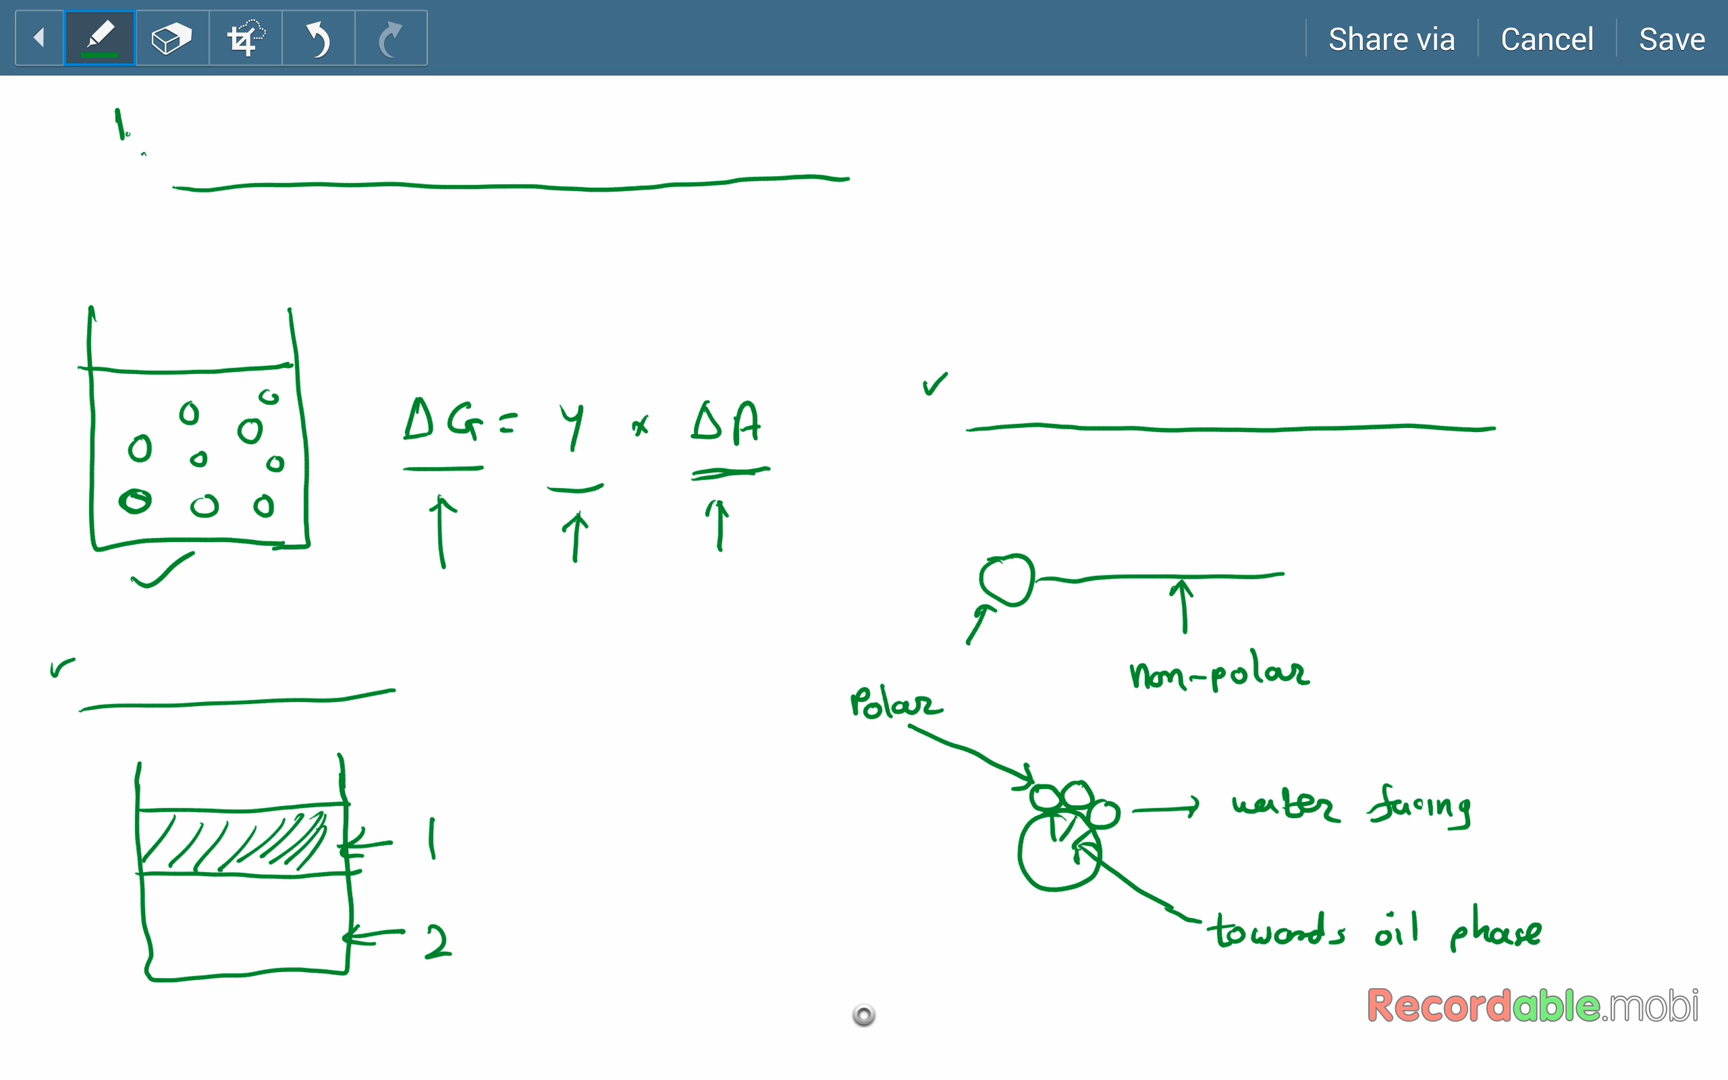 Share via Cancel Save
1.
ΔG = γ × ΔA
non-polar
Polar
water facing
1
2
towards oil phase
Recordable.mobi